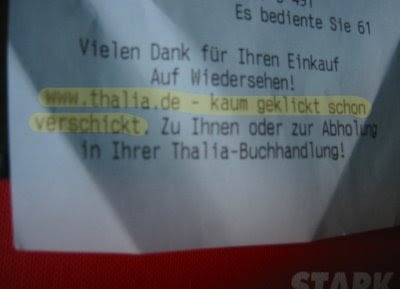 Es bediente Sie 61
Vielen Dank für Ihren Einkauf
Auf Wiedersehen!
www.thalia.de - kaum geklickt schon
verschickt. Zu Ihnen oder zur Abholung
in Ihrer Thalia-Buchhandlung!
STARK